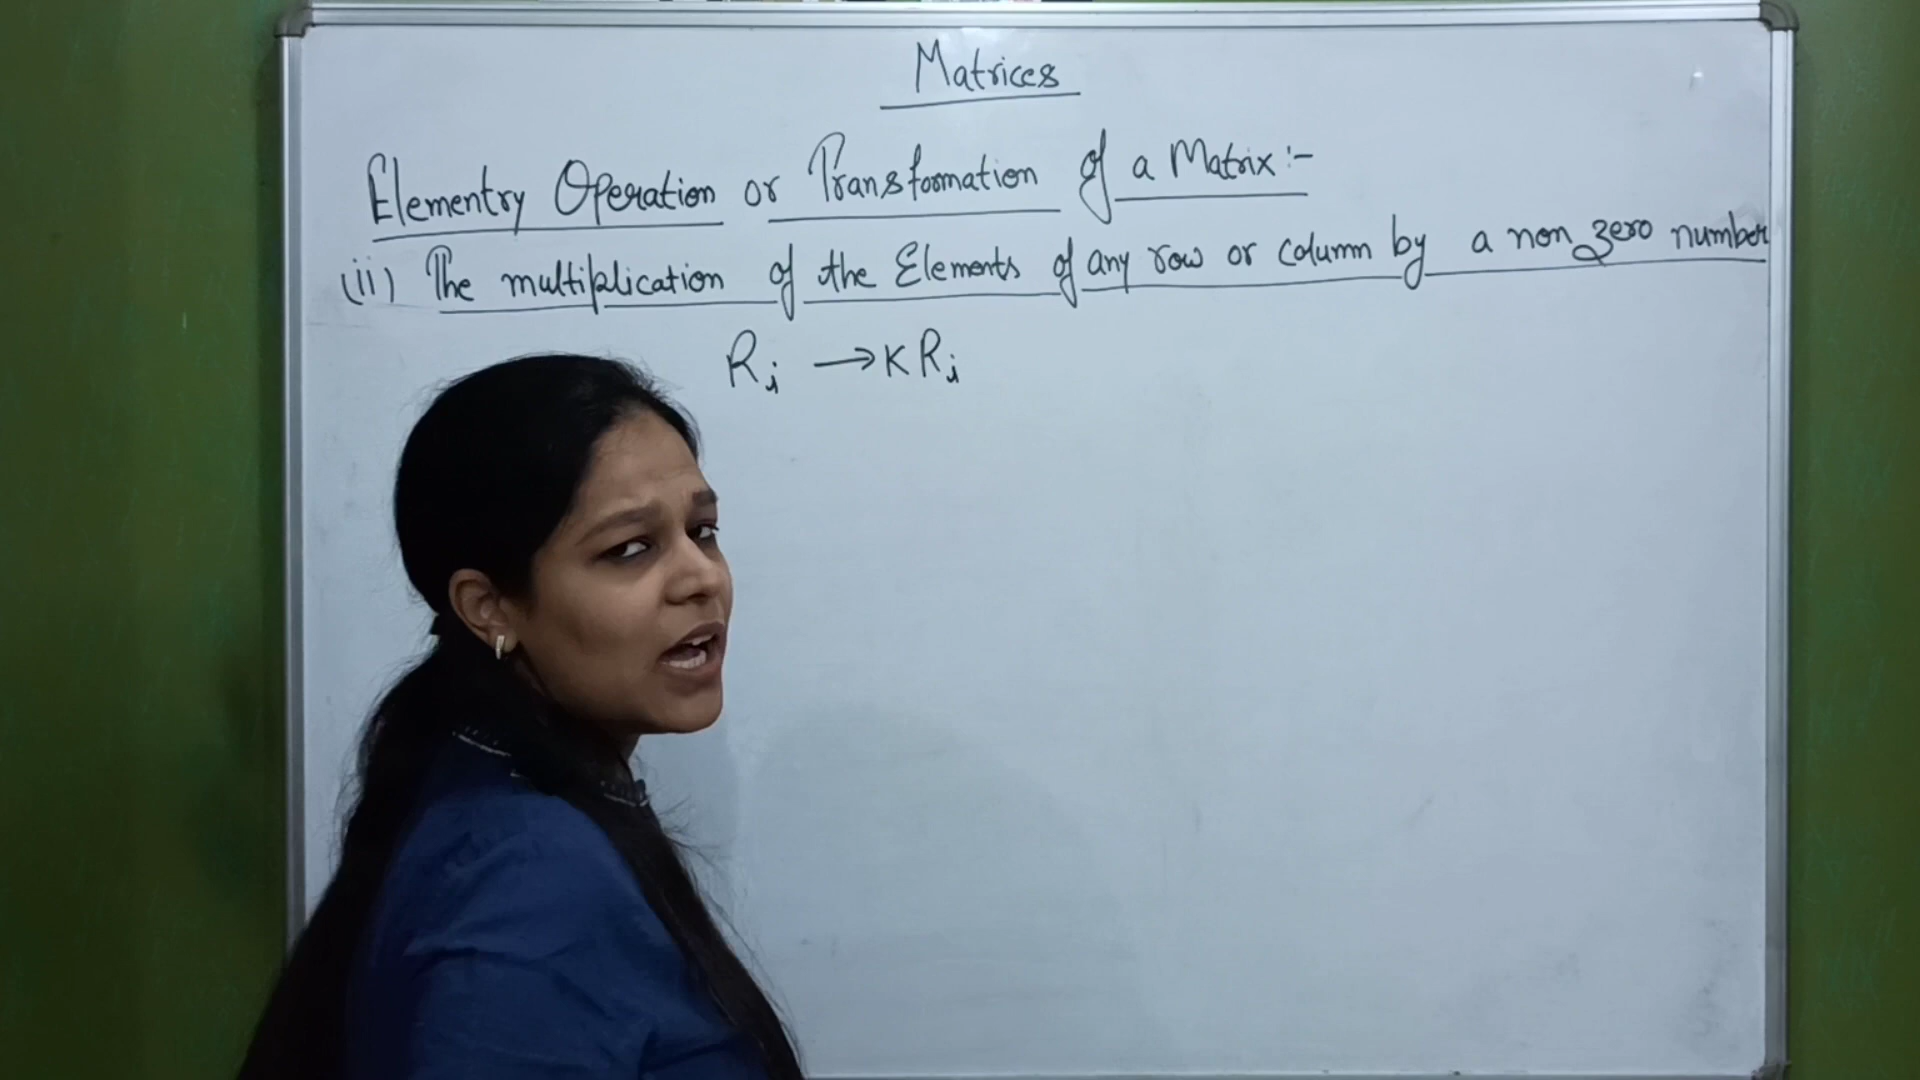 Matrices
Elementry Operation or Transformation of a Matrix:-
(ii) The multiplication of the Elements of any row or column by a non zero number
Ri → KRi